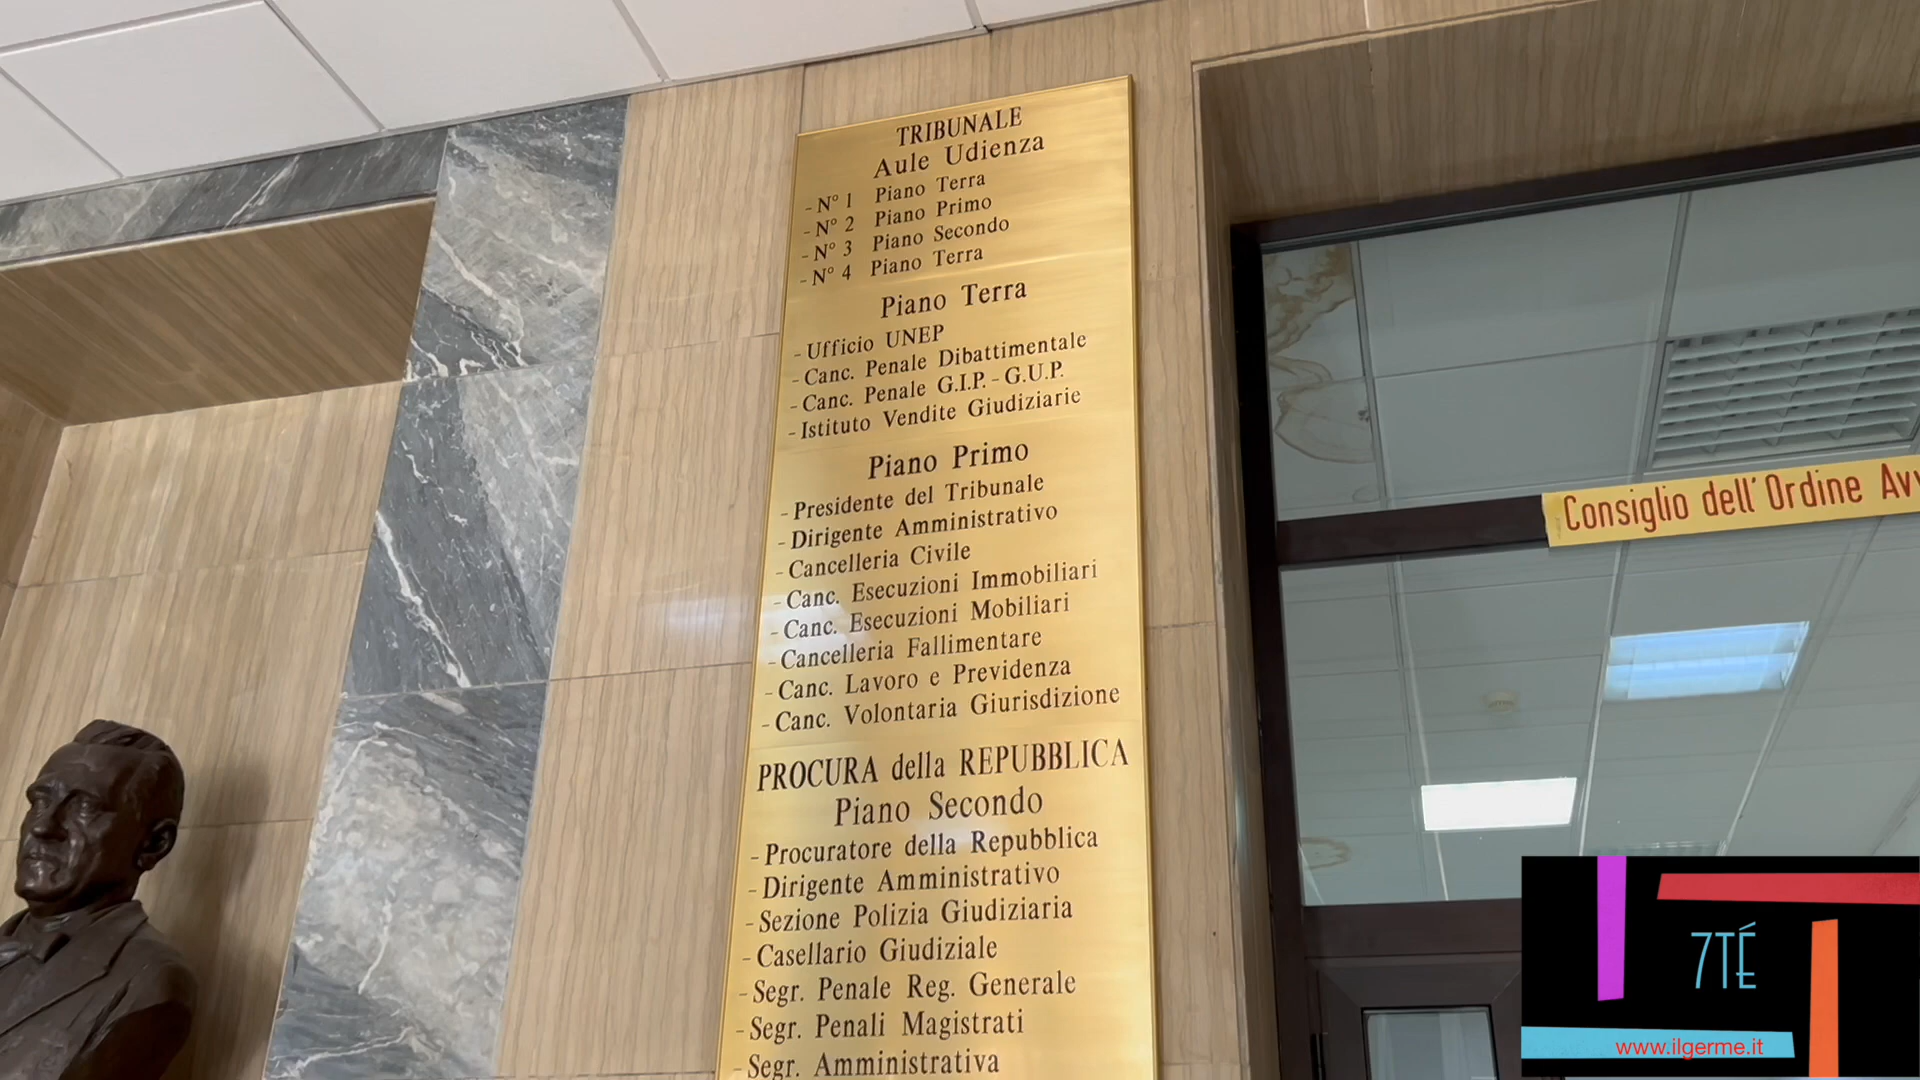 TRIBUNALE
Aule Udienza
- N° 1 Piano Terra
- N° 2 Piano Primo
- N° 3 Piano Secondo
- N° 4 Piano Terra
Piano Terra
- Ufficio UNEP
- Canc. Penale Dibattimentale
- Canc. Penale G.I.P. - G.U.P.
- Istituto Vendite Giudiziarie
Piano Primo
- Presidente del Tribunale
- Dirigente Amministrativo
- Cancelleria Civile
- Canc. Esecuzioni Immobiliari
- Canc. Esecuzioni Mobiliari
- Cancelleria Fallimentare
- Canc. Lavoro e Previdenza
- Canc. Volontaria Giurisdizione
PROCURA della REPUBBLICA
Piano Secondo
- Procuratore della Repubblica
- Dirigente Amministrativo
- Sezione Polizia Giudiziaria
- Casellario Giudiziale
- Segr. Penale Reg. Generale
- Segr. Penali Magistrati
- Segr. Amministrativa
Consiglio dell'Ordine Avv
7TÉ
www.ilgerme.it